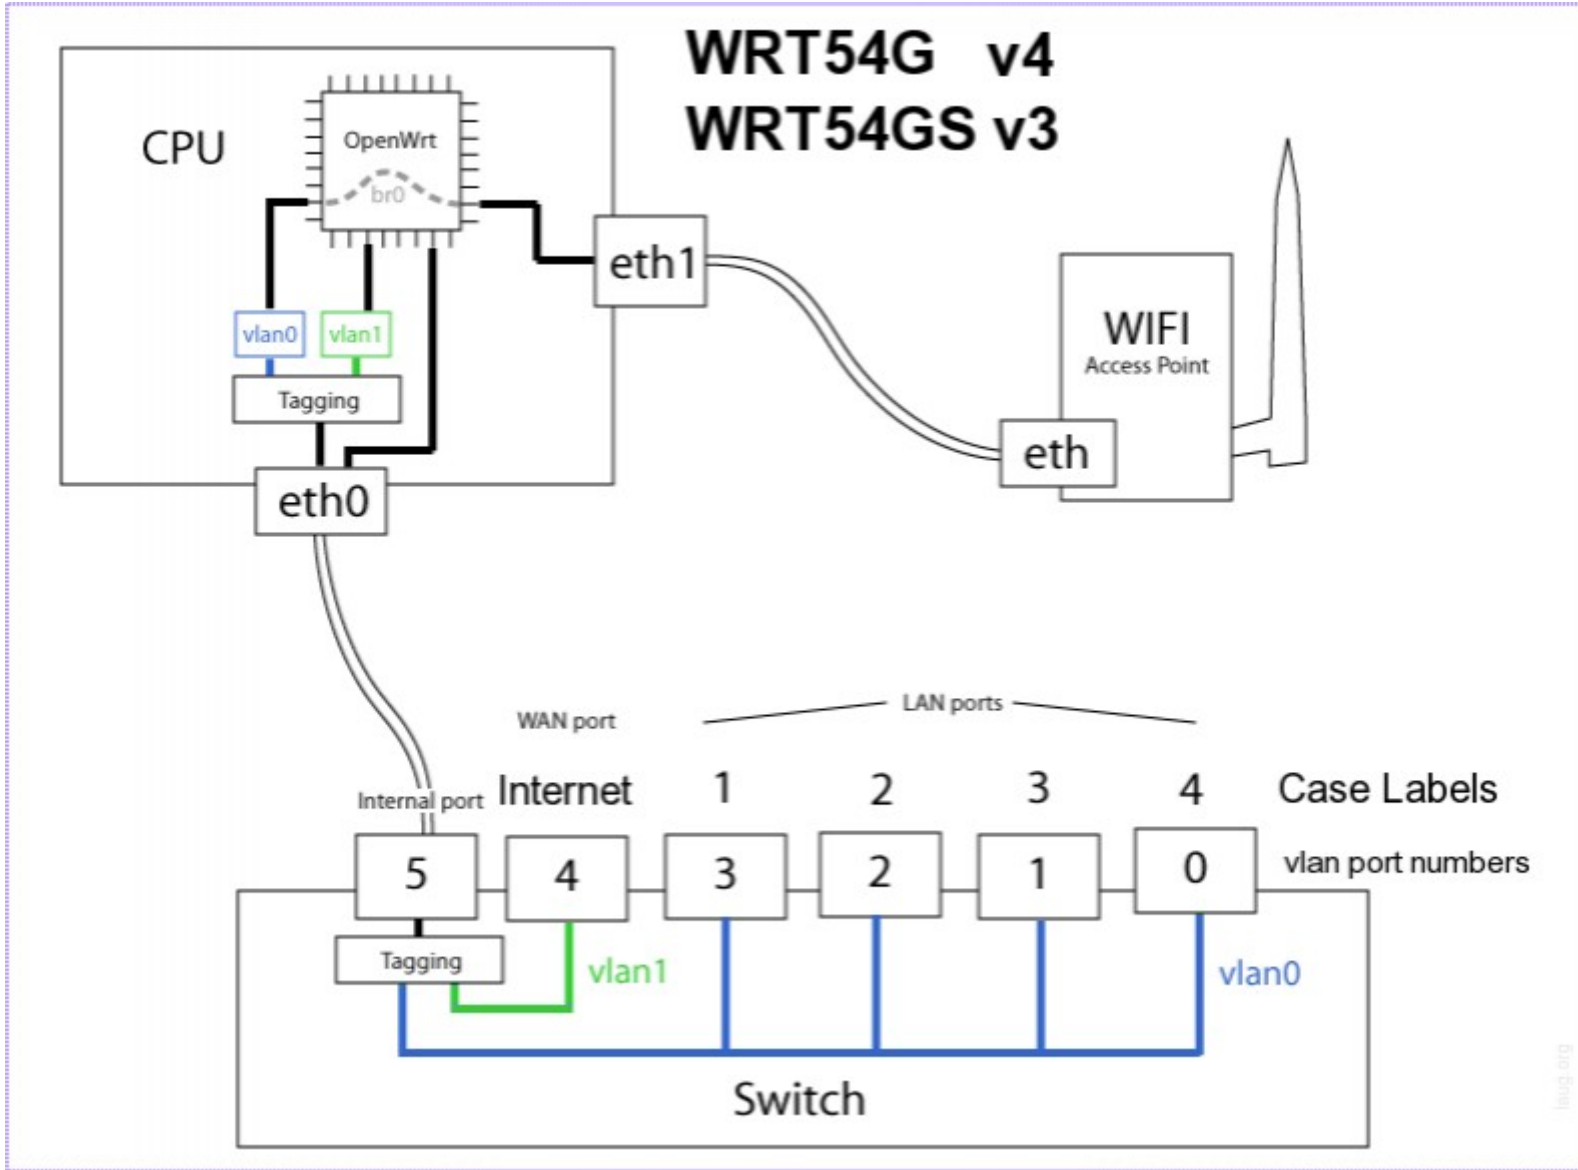 WRT54G v4
WRT54GS v3
CPU
OpenWrt
br0
eth1
vlan0
vlan1
Tagging
eth0
WIFI
Access Point
eth
WAN port
LAN ports
Internal port
Internet
1
2
3
4
Case Labels
5
4
3
2
1
0
vlan port numbers
Tagging
vlan1
vlan0
Switch